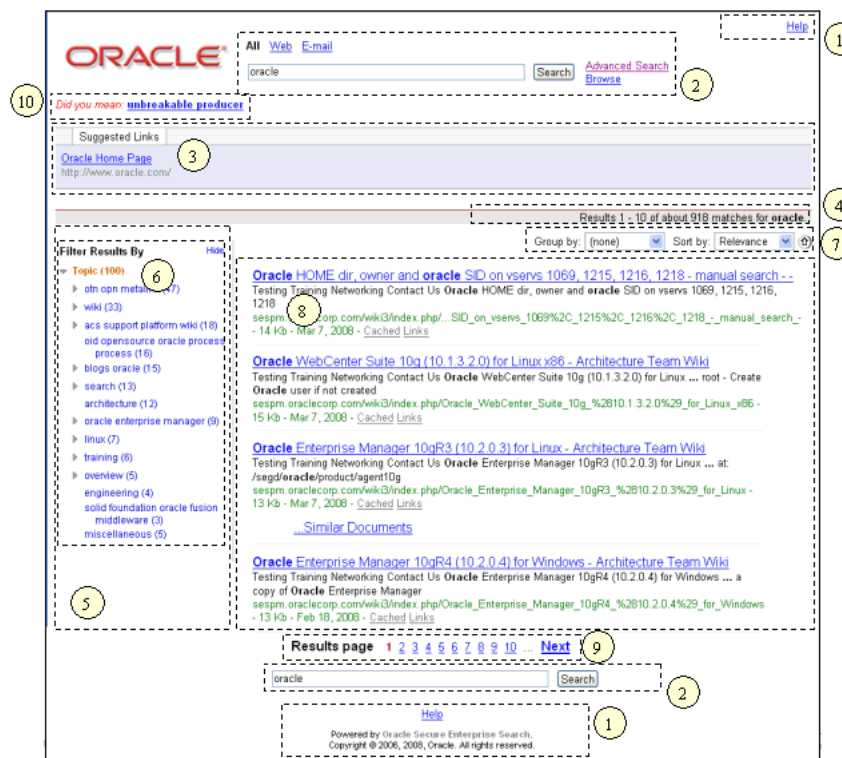 Help
1
ORACLE
All Web E-mail
oracle
Search
Advanced Search
Browse
2
10
Did you mean: unbreakable producer
Suggested Links
Oracle Home Page
http://www.oracle.com/
3
Results 1 - 10 of about 918 matches for oracle.
4
Group by: (none) Sort by: Relevance
7
Filter Results By Hide
6
Topic (100)
otn opn metalink (47)
wiki (33)
acs support platform wiki (18)
oid opensource oracle process
process (16)
blogs oracle (15)
search (13)
architecture (12)
oracle enterprise manager (9)
linux (7)
training (6)
overview (5)
engineering (4)
solid foundation oracle fusion
middleware (3)
miscellaneous (5)
5
Oracle HOME dir, owner and oracle SID on vservs 1069, 1215, 1216, 1218 - manual search - -
Testing Training Networking Contact Us Oracle HOME dir, owner and oracle SID on vservs 1069, 1215, 1216,
1218
8
sespm.oraclecorp.com/wiki3/index.php/...SID_on_vservs_1069%2C_1215%2C_1216%2C_1218_-_manual_search_-
- 14 Kb - Mar 7, 2008 - Cached Links
Oracle WebCenter Suite 10g (10.1.3.2.0) for Linux x86 - Architecture Team Wiki
Testing Training Networking Contact Us Oracle WebCenter Suite 10g (10.1.3.2.0) for Linux ... root - Create
Oracle user if not created
sespm.oraclecorp.com/wiki3/index.php/Oracle_WebCenter_Suite_10g_%2810.1.3.2.0%29_for_Linux_x86 -
15 Kb - Mar 7, 2008 - Cached Links
Oracle Enterprise Manager 10gR3 (10.2.0.3) for Linux - Architecture Team Wiki
Testing Training Networking Contact Us Oracle Enterprise Manager 10gR3 (10.2.0.3) for Linux ... at:
/segd/oracle/product/agent10g
sespm.oraclecorp.com/wiki3/index.php/Oracle_Enterprise_Manager_10gR3_%2810.2.0.3%29_for_Linux -
13 Kb - Mar 7, 2008 - Cached Links
...Similar Documents
Oracle Enterprise Manager 10gR4 (10.2.0.4) for Windows - Architecture Team Wiki
Testing Training Networking Contact Us Oracle Enterprise Manager 10gR4 (10.2.0.4) for Windows ... a
copy of Oracle Enterprise Manager
sespm.oraclecorp.com/wiki3/index.php/Oracle_Enterprise_Manager_10gR4_%2810.2.0.4%29_for_Windows
- 13 Kb - Feb 18, 2008 - Cached Links
Results page 1 2 3 4 5 6 7 8 9 10 ... Next
9
oracle
Search
2
Help
1
Powered by Oracle Secure Enterprise Search.
Copyright © 2006, 2008, Oracle. All rights reserved.